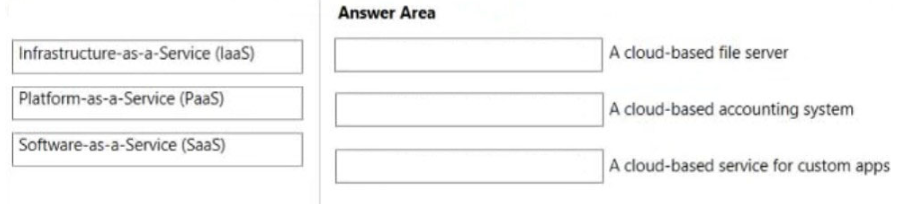 Answer Area
Infrastructure-as-a-Service (IaaS)
A cloud-based file server
Platform-as-a-Service (PaaS)
A cloud-based accounting system
Software-as-a-Service (SaaS)
A cloud-based service for custom apps